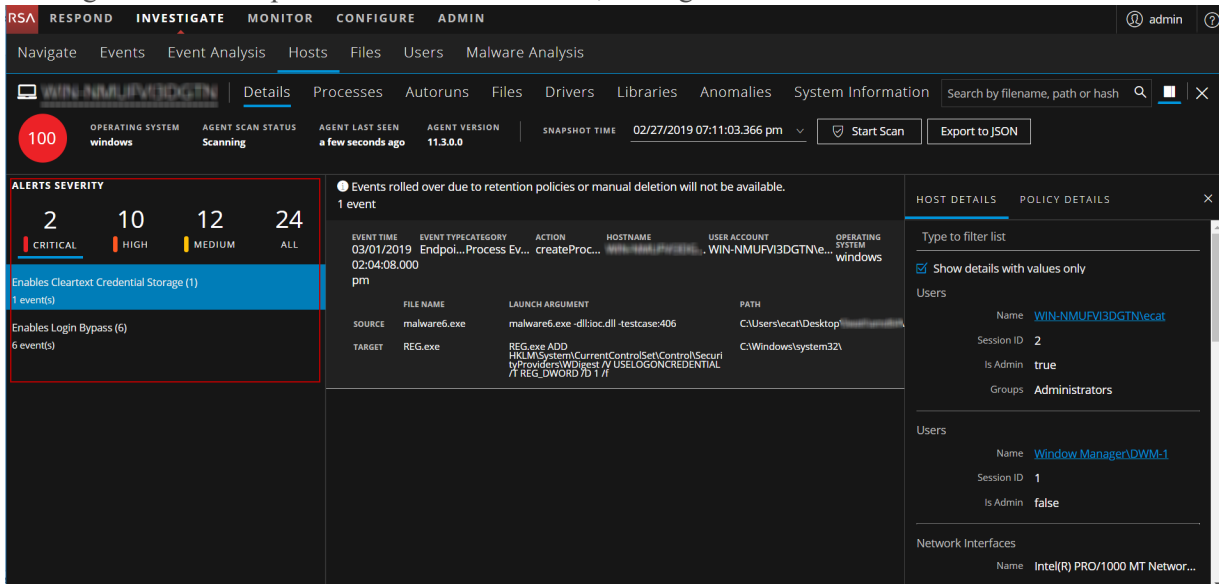 RSA RESPOND INVESTIGATE MONITOR CONFIGURE ADMIN admin ?
Navigate Events Event Analysis Hosts Files Users Malware Analysis
Details Processes Autoruns Files Drivers Libraries Anomalies System Information Search by filename, path or hash
100
OPERATING SYSTEM AGENT SCAN STATUS AGENT LAST SEEN AGENT VERSION SNAPSHOT TIME 02/27/2019 07:11:03.366 pm Start Scan Export to JSON
windows Scanning a few seconds ago 11.3.0.0
ALERTS SEVERITY
2 10 12 24
CRITICAL HIGH MEDIUM ALL
Enables Cleartext Credential Storage (1)
1 event(s)
Enables Login Bypass (6)
6 event(s)
Events rolled over due to retention policies or manual deletion will not be available.
1 event
EVENT TIME EVENT TYPE CATEGORY ACTION HOSTNAME USER ACCOUNT OPERATING SYSTEM
03/01/2019 02:04:08.000 pm Endpoi... Process Ev... createProc... WIN-NMUFVI3DGTN\e... windows
FILE NAME LAUNCH ARGUMENT PATH
SOURCE malware6.exe malware6.exe -dll:ioc.dll -testcase:406 C:\Users\ecat\Desktop\
TARGET REG.exe REG.exe ADD C:\Windows\system32\
HKLM\System\CurrentControlSet\Control\Securi
tyProviders\WDigest /V USELOGONCREDENTIAL
/T REG_DWORD /D 1 /f
HOST DETAILS POLICY DETAILS
Type to filter list
Show details with values only
Users
Name WIN-NMUFVI3DGTN\ecat
Session ID 2
Is Admin true
Groups Administrators
Users
Name Window Manager\DWM-1
Session ID 1
Is Admin false
Network Interfaces
Name Intel(R) PRO/1000 MT Networ...